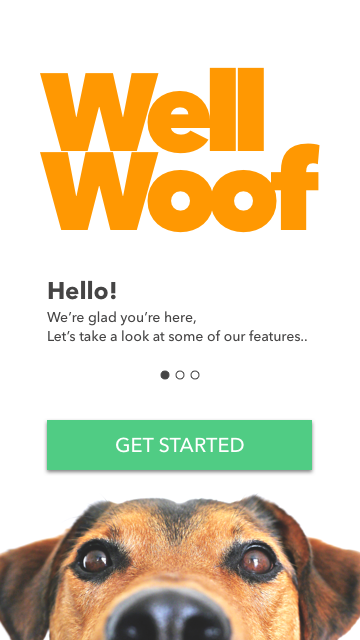 Well
Woof
Hello!
We're glad you're here,
Let's take a look at some of our features..
GET STARTED